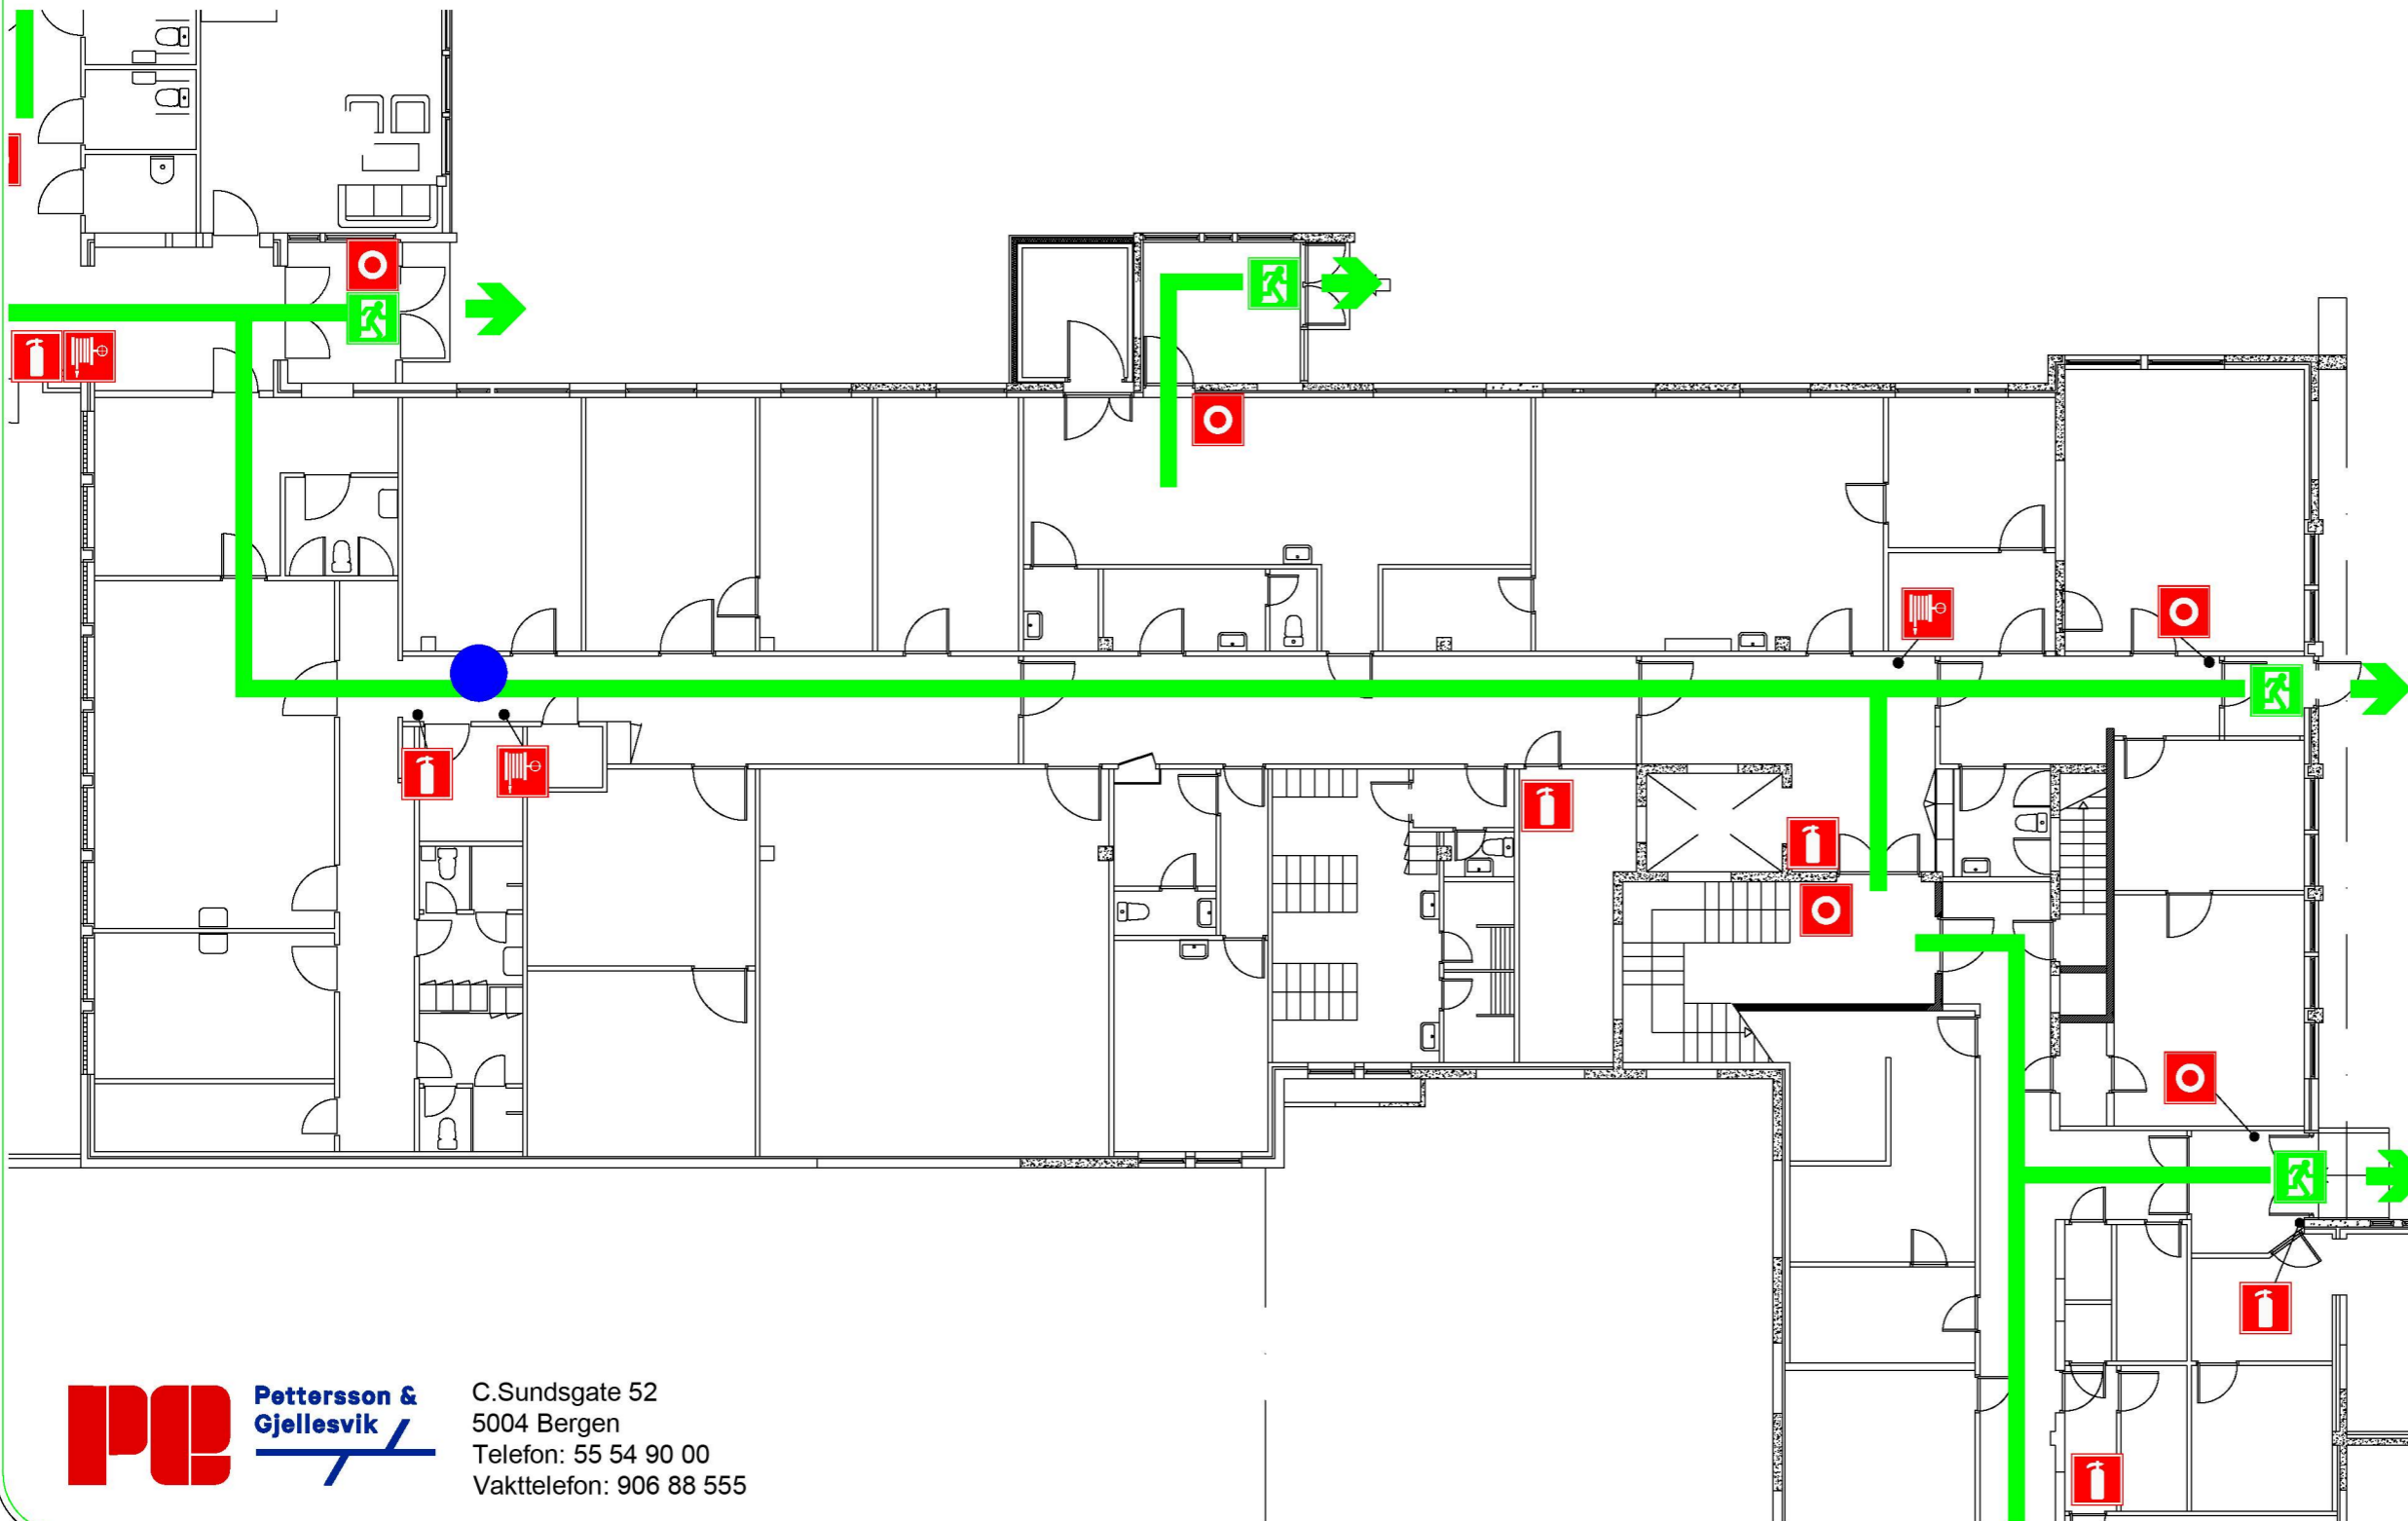 Pettersson &
Gjellesvik
C.Sundsgate 52
5004 Bergen
Telefon: 55 54 90 00
Vakttelefon: 906 88 555